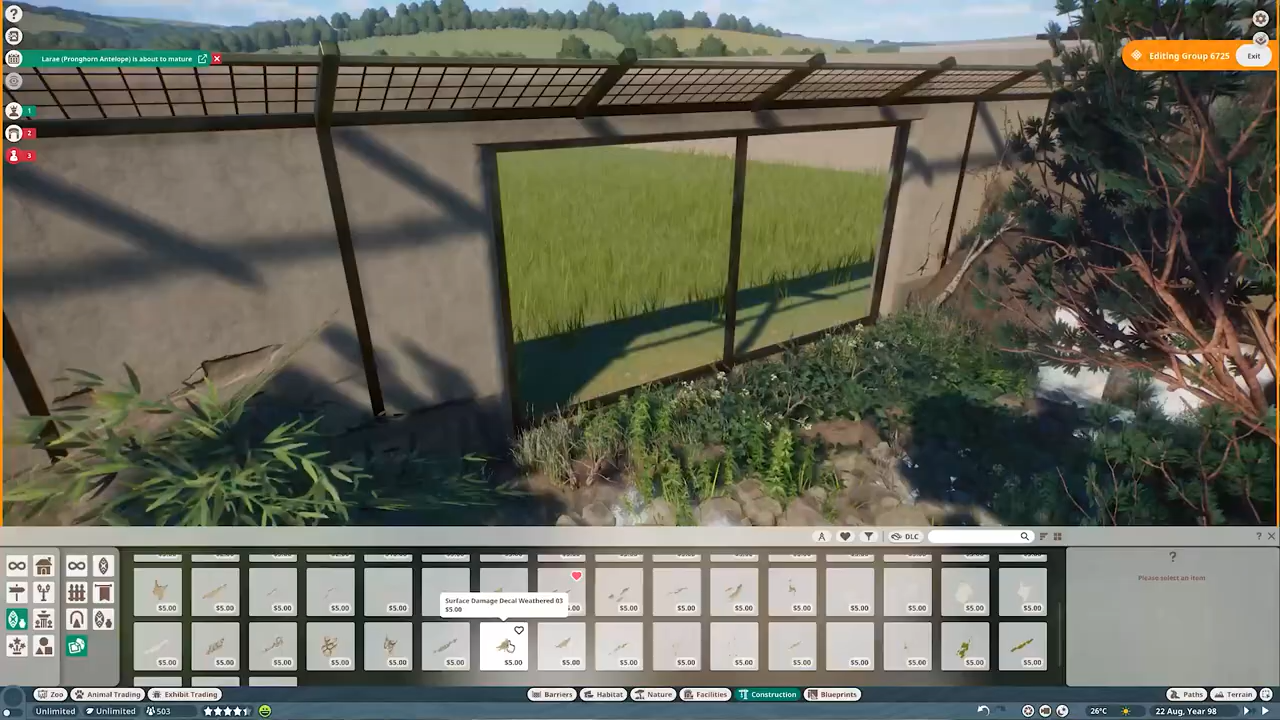 Larae (Pronghorn Antelope) is about to mature
Editing Group 6725
Exit
1
2
3
DLC
Please select an item
$5.00 $5.00 $5.00 $5.00 $5.00 $5.00 $5.00 $5.00 $5.00 $5.00 $5.00 $5.00 $5.00
Surface Damage Decal Weathered 03
$5.00
$5.00 $5.00 $5.00 $5.00 $5.00 $5.00 $5.00 $5.00 $5.00 $5.00 $5.00 $5.00 $5.00 $5.00 $5.00 $5.00
Zoo Animal Trading Exhibit Trading Barriers Habitat Nature Facilities Construction Blueprints Paths Terrain
Unlimited Unlimited 503 26°C 22 Aug, Year 98